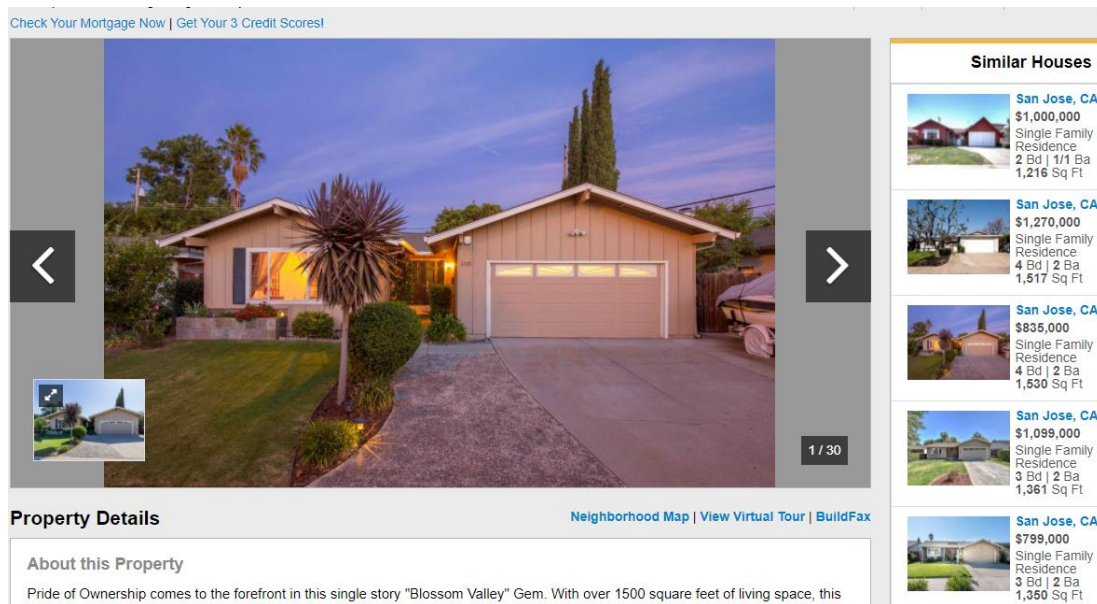 Check Your Mortgage Now | Get Your 3 Credit Scores!
1 / 30
Property Details
Neighborhood Map | View Virtual Tour | BuildFax
About this Property
Pride of Ownership comes to the forefront in this single story "Blossom Valley" Gem. With over 1500 square feet of living space, this
Similar Houses
San Jose, CA
$1,000,000
Single Family
Residence
2 Bd | 1/1 Ba
1,216 Sq Ft
San Jose, CA
$1,270,000
Single Family
Residence
4 Bd | 2 Ba
1,517 Sq Ft
San Jose, CA
$835,000
Single Family
Residence
4 Bd | 2 Ba
1,530 Sq Ft
San Jose, CA
$1,099,000
Single Family
Residence
3 Bd | 2 Ba
1,361 Sq Ft
San Jose, CA
$799,000
Single Family
Residence
3 Bd | 2 Ba
1,350 Sq Ft